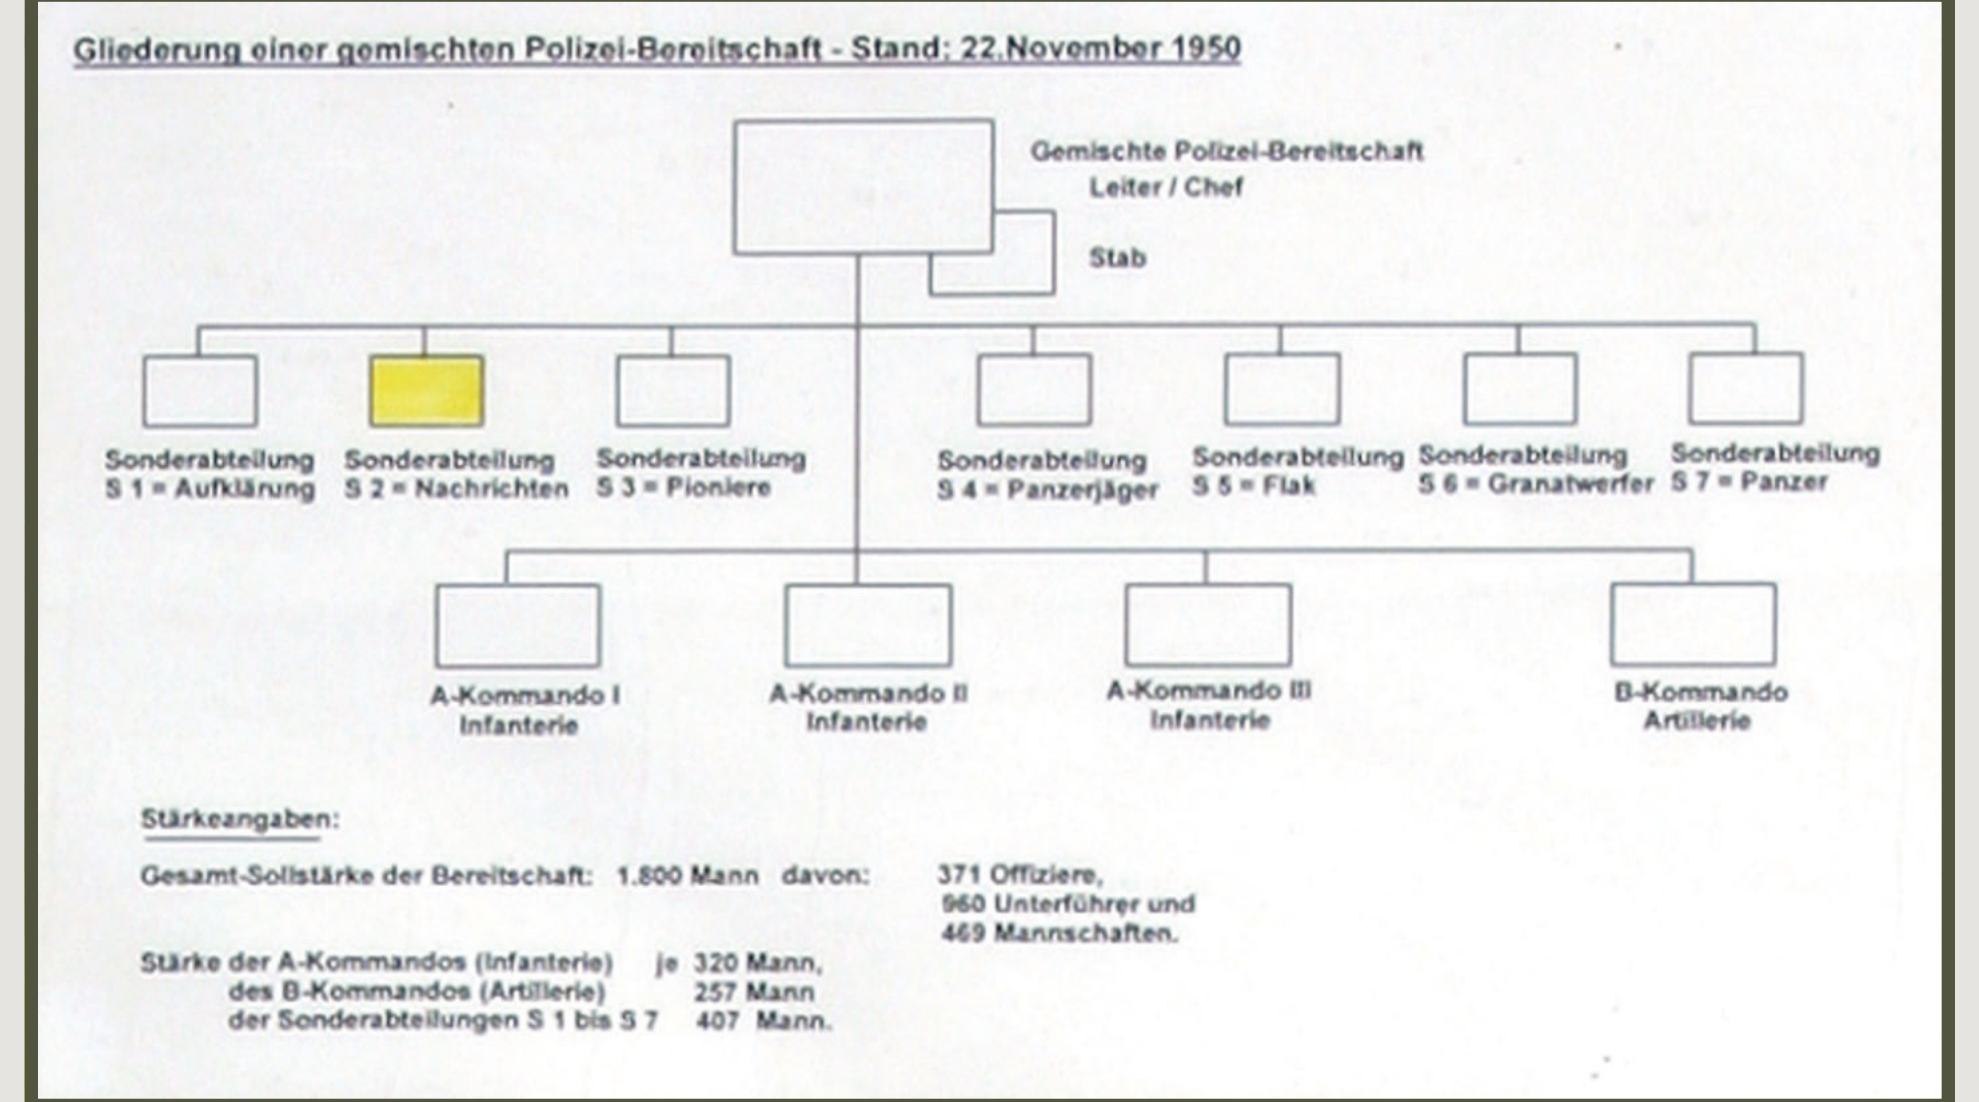 Gliederung einer gemischten Polizei-Bereitschaft - Stand: 22.November 1950
Gemischte Polizei-Bereitschaft
Leiter / Chef
Stab
Sonderabteilung
S 1 = Aufklärung
Sonderabteilung
S 2 = Nachrichten
Sonderabteilung
S 3 = Pioniere
Sonderabteilung
S 4 = Panzerjäger
Sonderabteilung
S 5 = Flak
Sonderabteilung
S 6 = Granatwerfer
Sonderabteilung
S 7 = Panzer
A-Kommando I
Infanterie
A-Kommando II
Infanterie
A-Kommando III
Infanterie
B-Kommando
Artillerie
Stärkeangaben:
Gesamt-Sollstärke der Bereitschaft: 1.800 Mann davon: 371 Offiziere,
960 Unterführer und
469 Mannschaften.
Stärke der A-Kommandos (Infanterie) je 320 Mann,
des B-Kommandos (Artillerie) 257 Mann
der Sonderabteilungen S 1 bis S 7 407 Mann.